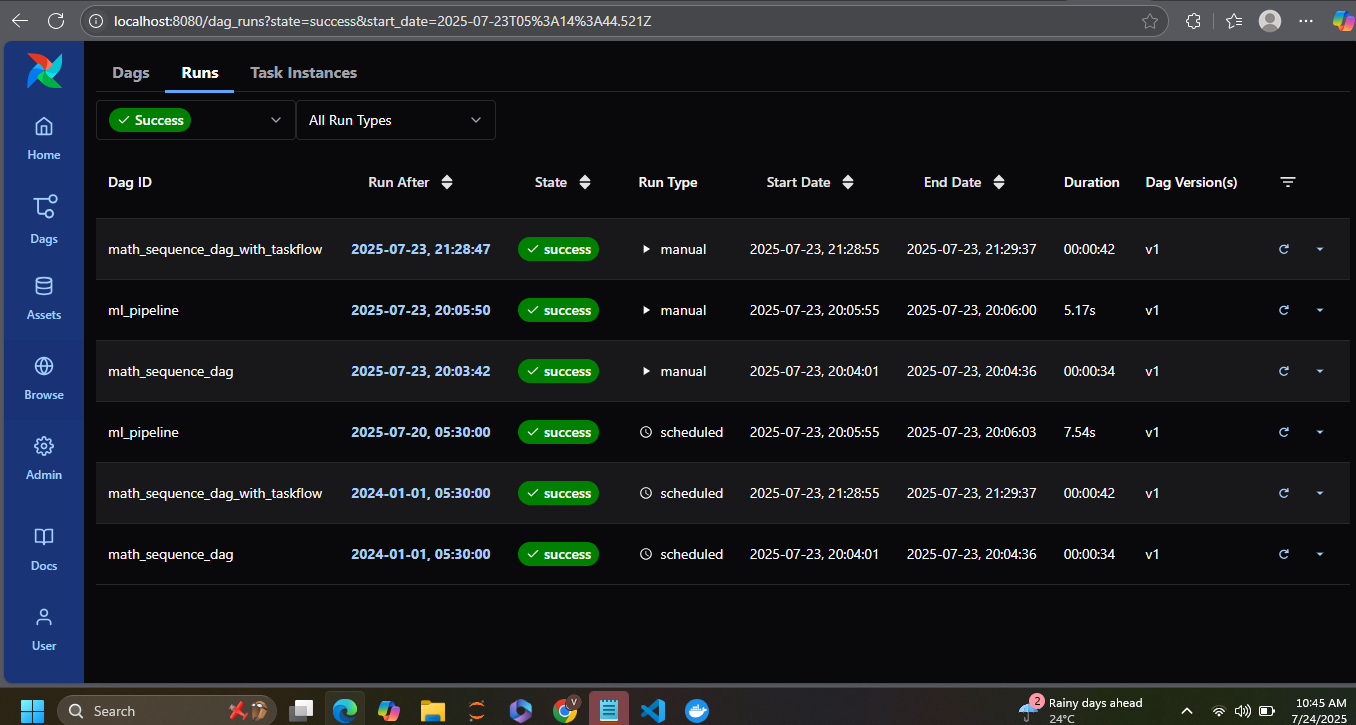 localhost:8080/dag_runs?state=success&start_date=2025-07-23T05%3A14%3A44.521Z
Dags Runs Task Instances
Success All Run Types
Home
Dag ID Run After State Run Type Start Date End Date Duration Dag Version(s)
Dags
math_sequence_dag_with_taskflow 2025-07-23, 21:28:47 success manual 2025-07-23, 21:28:55 2025-07-23, 21:29:37 00:00:42 v1
Assets
ml_pipeline 2025-07-23, 20:05:50 success manual 2025-07-23, 20:05:55 2025-07-23, 20:06:00 5.17s v1
math_sequence_dag 2025-07-23, 20:03:42 success manual 2025-07-23, 20:04:01 2025-07-23, 20:04:36 00:00:34 v1
Browse
ml_pipeline 2025-07-20, 05:30:00 success scheduled 2025-07-23, 20:05:55 2025-07-23, 20:06:03 7.54s v1
Admin
math_sequence_dag_with_taskflow 2024-01-01, 05:30:00 success scheduled 2025-07-23, 21:28:55 2025-07-23, 21:29:37 00:00:42 v1
math_sequence_dag 2024-01-01, 05:30:00 success scheduled 2025-07-23, 20:04:01 2025-07-23, 20:04:36 00:00:34 v1
Docs
User
Search
V
2
Rainy days ahead
24°C
10:45 AM
7/24/2025